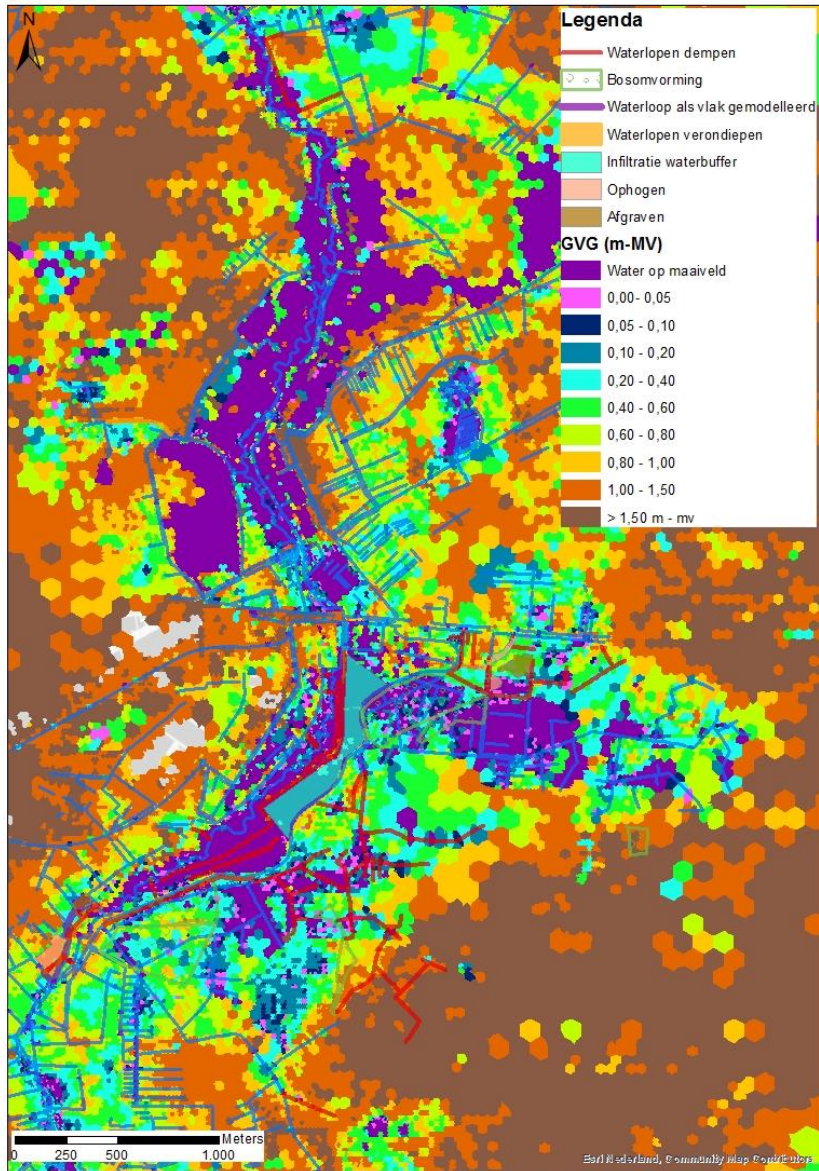 N
Legenda
Waterlopen dempen
Bosomvorming
Waterloop als vlak gemodelleerd
Waterlopen verondiepen
Infiltratie waterbuffer
Ophogen
Afgraven
GVG (m-MV)
Water op maaiveld
0,00- 0,05
0,05 - 0,10
0,10 - 0,20
0,20 - 0,40
0,40 - 0,60
0,60 - 0,80
0,80 - 1,00
1,00 - 1,50
> 1,50 m - mv
Meters
0 250 500 1.000
Esri Nederland, Community Map Contributors